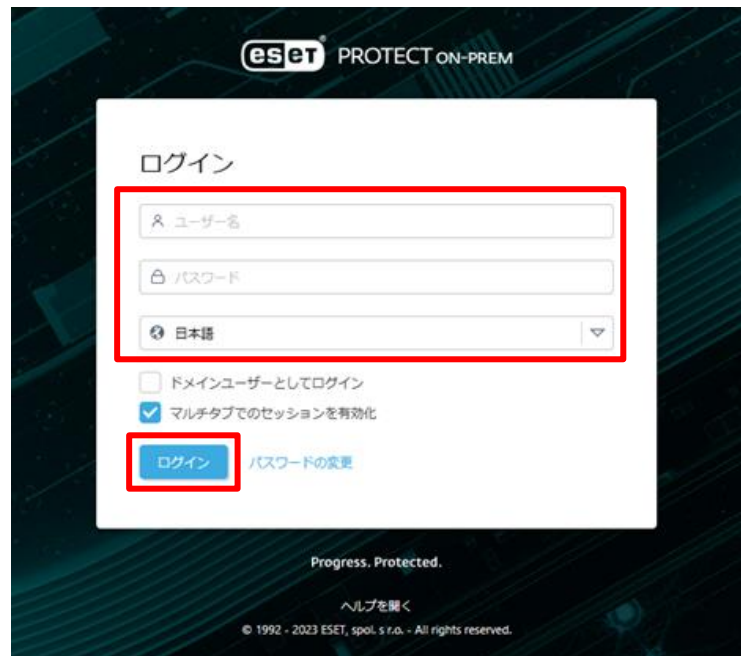 eset PROTECT ON-PREM
ログイン
ユーザー名
パスワード
日本語
ドメインユーザーとしてログイン
マルチタブでのセッションを有効化
ログイン パスワードの変更
Progress. Protected.
ヘルプを開く
© 1992 - 2023 ESET, spol. s r.o. - All rights reserved.